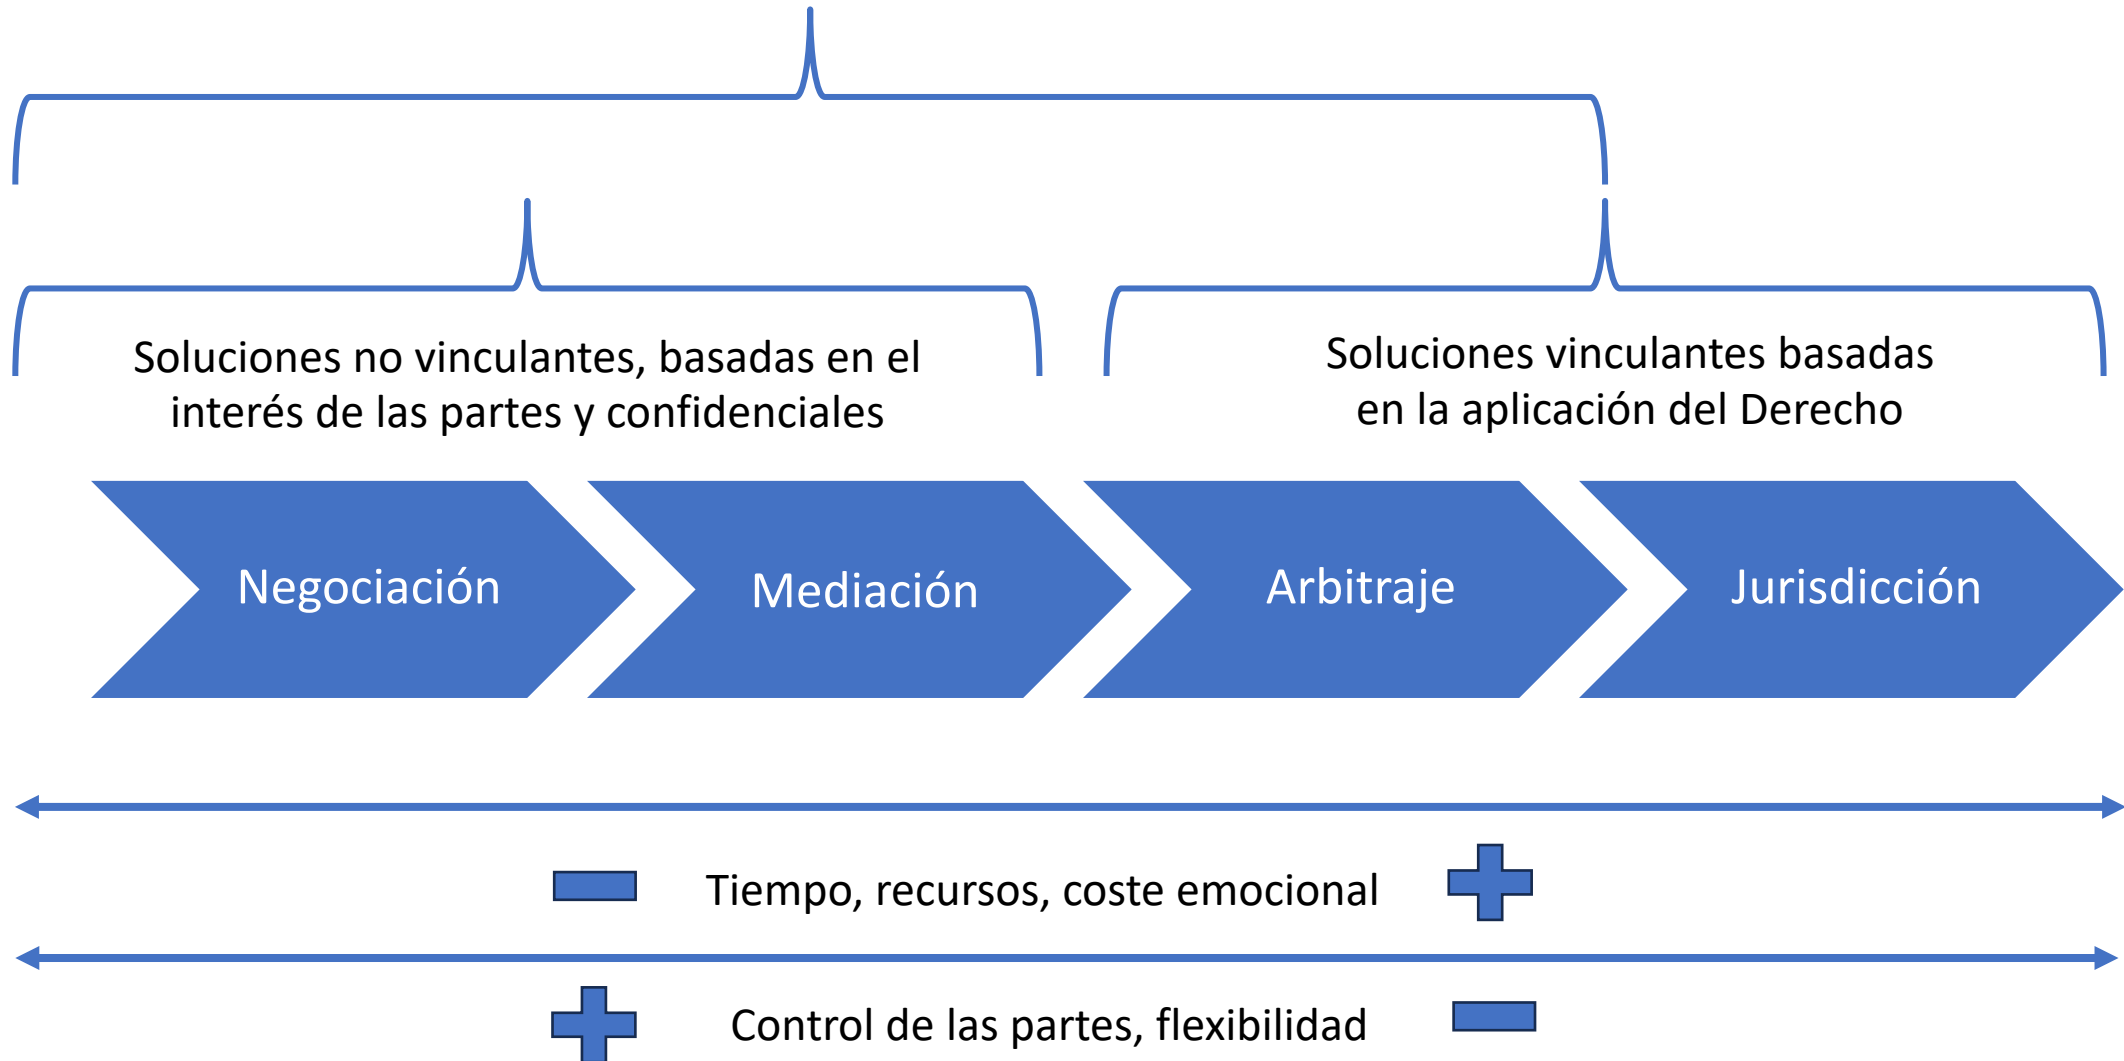 Soluciones no vinculantes, basadas en el
interés de las partes y confidenciales
Soluciones vinculantes basadas
en la aplicación del Derecho
Negociación
Mediación
Arbitraje
Jurisdicción
Tiempo, recursos, coste emocional
Control de las partes, flexibilidad